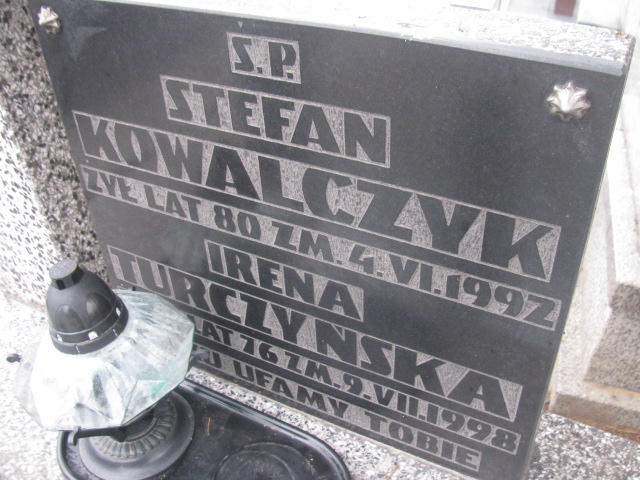 Ś.P.
STEFAN
KOWALCZYK
ŻYŁ LAT 80 ZM. 4.VI.1992
IRENA
TURCZYŃSKA
LAT 76 ZM. 9.VII.1998
UFAMY TOBIE